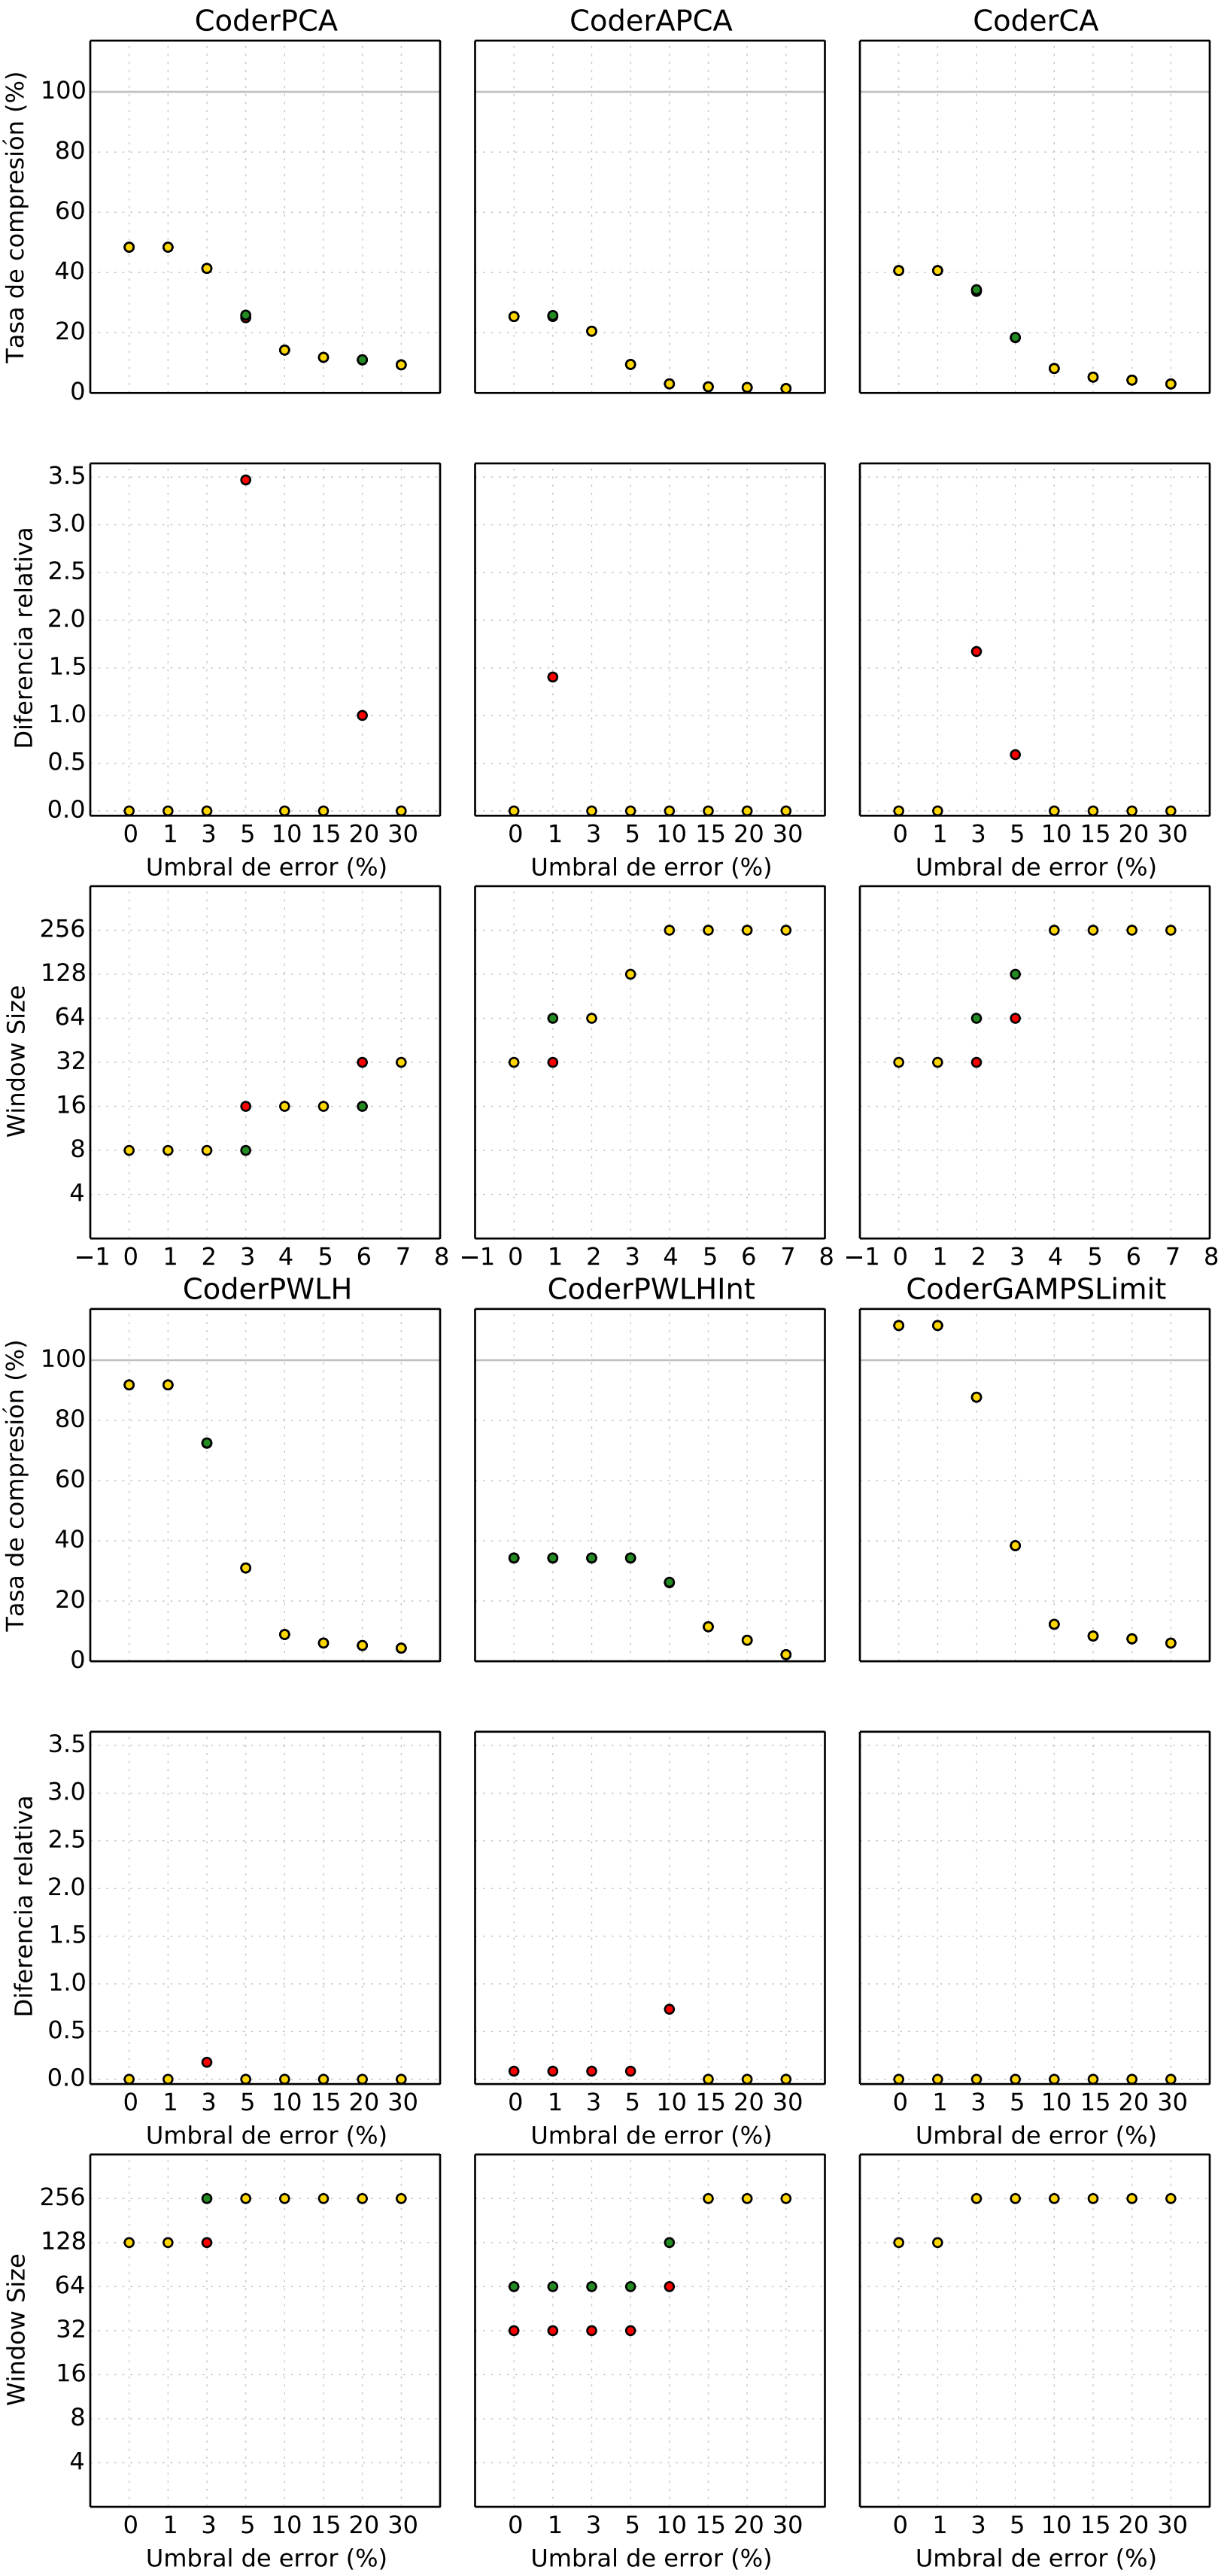 CoderPCA CoderAPCA CoderCA
Tasa de compresión (%)
100
80
60
40
20
0
Diferencia relativa
3.5
3.0
2.5
2.0
1.5
1.0
0.5
0.0
0 1 3 5 10 15 20 30 0 1 3 5 10 15 20 30 0 1 3 5 10 15 20 30
Umbral de error (%) Umbral de error (%) Umbral de error (%)
Window Size
256
128
64
32
16
8
4
−1 0 1 2 3 4 5 6 7 8 −1 0 1 2 3 4 5 6 7 8 −1 0 1 2 3 4 5 6 7 8
CoderPWLH CoderPWLHInt CoderGAMPSLimit
Tasa de compresión (%)
100
80
60
40
20
0
Diferencia relativa
3.5
3.0
2.5
2.0
1.5
1.0
0.5
0.0
0 1 3 5 10 15 20 30 0 1 3 5 10 15 20 30 0 1 3 5 10 15 20 30
Umbral de error (%) Umbral de error (%) Umbral de error (%)
Window Size
256
128
64
32
16
8
4
0 1 3 5 10 15 20 30 0 1 3 5 10 15 20 30 0 1 3 5 10 15 20 30
Umbral de error (%) Umbral de error (%) Umbral de error (%)